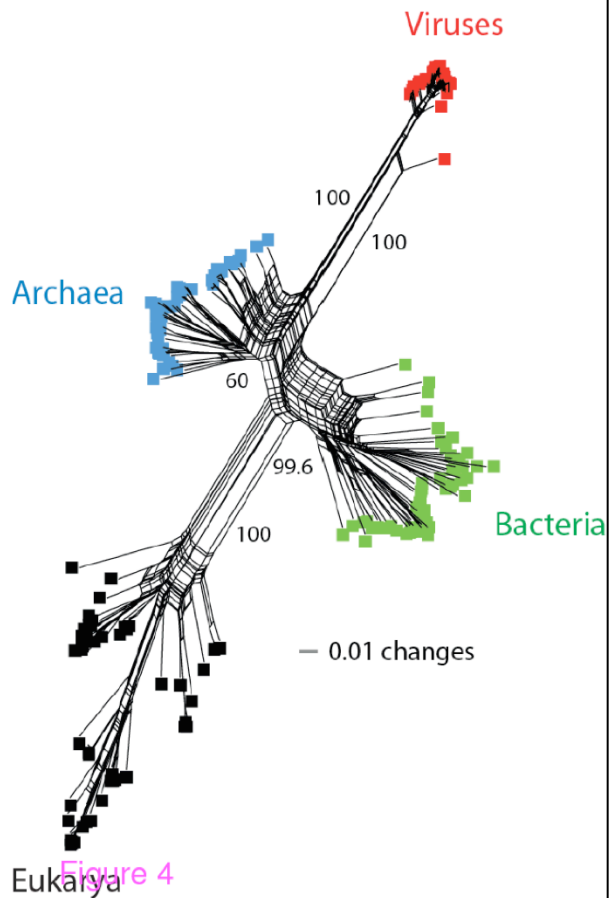 Viruses
100
100
Archaea
60
99.6
Bacteria
100
0.01 changes
Eukarya
Figure 4